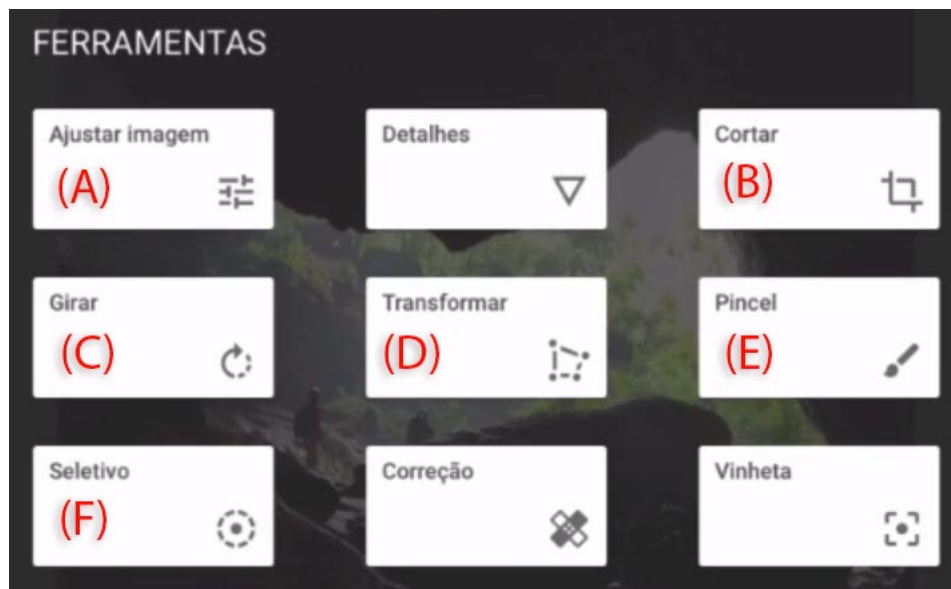 FERRAMENTAS
Ajustar imagem
(A)
Detalhes
Cortar
(B)
Girar
(C)
Transformar
(D)
Pincel
(E)
Seletivo
(F)
Correção
Vinheta